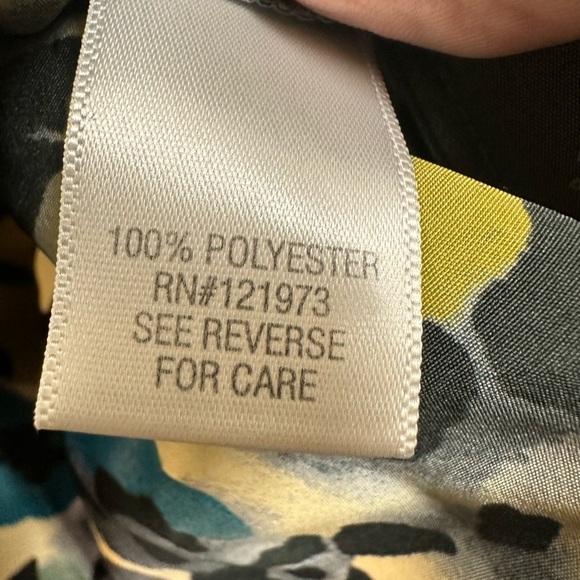 100% POLYESTER
RN#121973
SEE REVERSE
FOR CARE